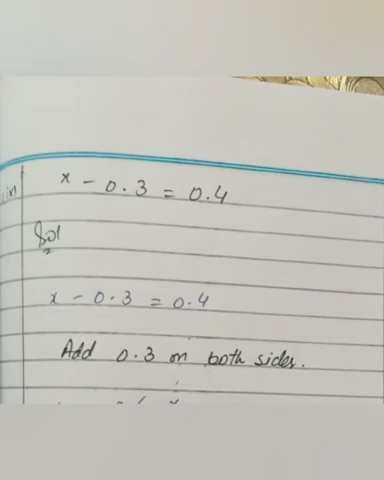 x - 0.3 = 0.4
Sol
x - 0.3 = 0.4
Add 0.3 on both sides.